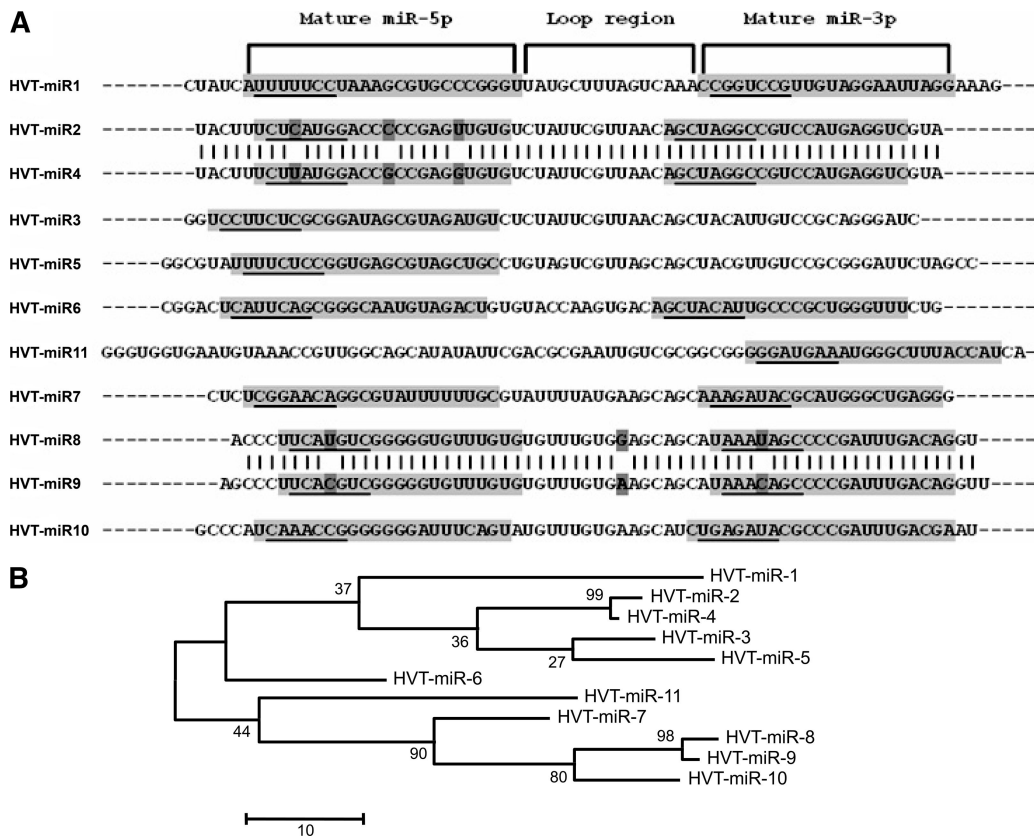 A
Mature miR-5p Loop region Mature miR-3p
HVT-miR1 -------CUAUCAUUUUUCCUAAAGCGUGCCCGGGUUAUGCUUUAGUCAAACCGGUCCGUUGUAGGAAUUAGGAAAG---
HVT-miR2 --------UACUUUCUCAUGGACCCCCGAGUUGUGUCUAUUCGUUAACAGCUAGGCCGUCCAUGAGGUCGUA--------
HVT-miR4 --------UACUUUCUUAUGGACCGCCGAGGUGUGUCUAUUCGUUAACAGCUAGGCCGUCCAUGAGGUCGUA--------
HVT-miR3 -------GGUCCUUCUCGCGGAUAGCGUAGAUGUCUCUAUUCGUUAACAGCUACAUUGUCCGCAGGGAUC----------
HVT-miR5 -----GGCGUAUUUUCUCCGGUGAGCGUAGCUGCCUGUAGUCGUUAGCAGCUACGUUGUCCGCGGGAUUCUAGCC-----
HVT-miR6 -----CGGACUCAUUCAGCGGGCAAUGUAGACUGUGUACCAAGUGACAGCUACAUUGCCCGCUGGGUUUCUG--------
HVT-miR11 GGGUGGUGAAUGUAAACCGUUGGCAGCAUAUAUUCGACGCGAAUUGUCGCGGCGGGGGAUGAAAUGGGCUUUACCAUCA-
HVT-miR7 ---------CUCUCGGAACAGGCGUAUUUUUGCGUAUUUUAUGAAGCAGCAAAGAUACGCAUGGGCUGAGGG-------
HVT-miR8 -----------ACCCUUCAUGUCGGGGGUGUUUGUGUGUUUGUGGAGCAGCAUAAAUAGCCCCGAUUUGACAGGU-----
HVT-miR9 ----------AGCCCUUCACGUCGGGGGUGUUUGUGUGUUUGUGAAGCAGCAUAAACAGCCCCGAUUUGACAGGUU----
HVT-miR10 --------GCCCAUCAAACCGGGGGGGAUUUCAGUAUGUUUGUGAAGCAUCUGAGAUACGCCCGAUUUGACGAAU-----
B
HVT-miR-1
37
HVT-miR-2
99
HVT-miR-4
36
HVT-miR-3
27
HVT-miR-5
HVT-miR-6
HVT-miR-11
44
HVT-miR-7
90
HVT-miR-8
98
HVT-miR-9
80
HVT-miR-10
10